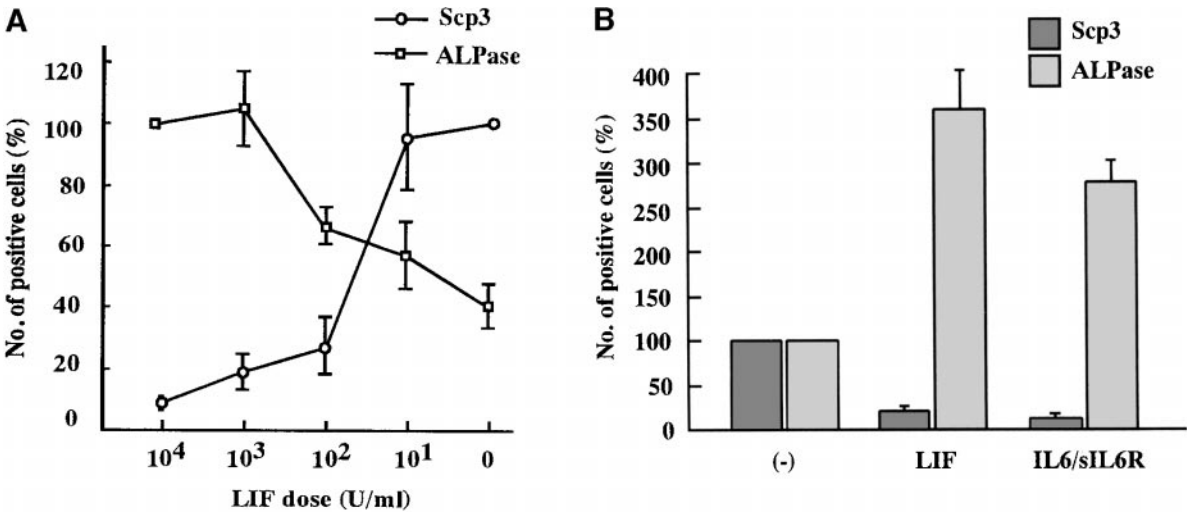 A
Scp3
ALPase
No. of positive cells (%)
120
100
80
60
40
20
0
10⁴ 10³ 10² 10¹ 0
LIF dose (U/ml)
B
Scp3
ALPase
No. of positive cells (%)
400
350
300
250
200
150
100
50
0
(-) LIF IL6/sIL6R